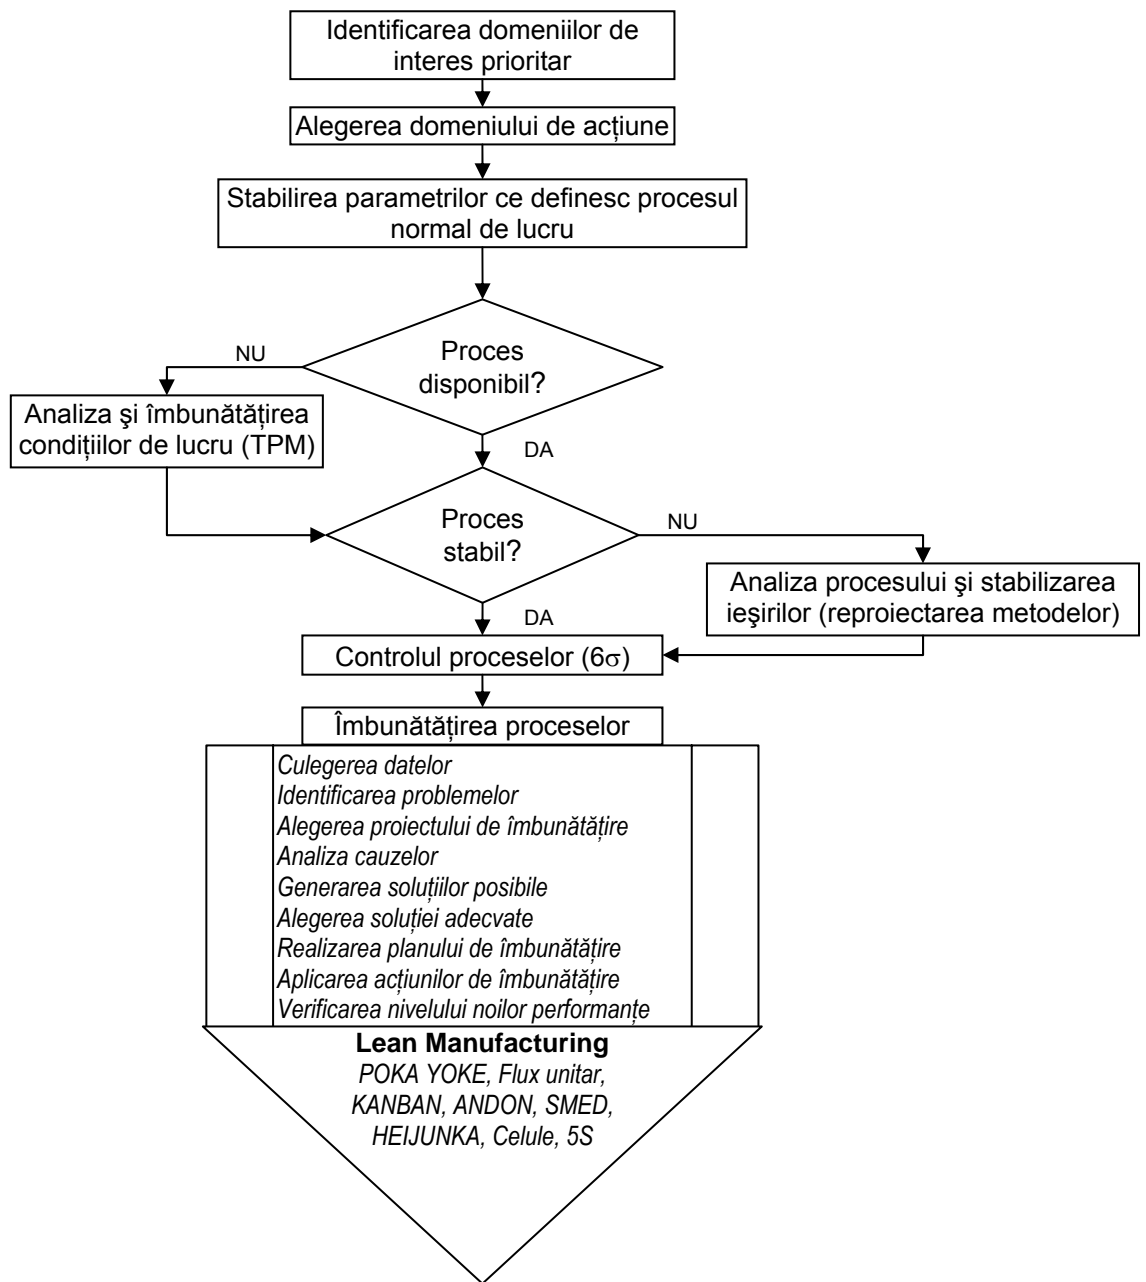 Identificarea domeniilor de
interes prioritar
Alegerea domeniului de acțiune
Stabilirea parametrilor ce definesc procesul
normal de lucru
Proces
disponibil?
NU
Analiza şi îmbunătățirea
condițiilor de lucru (TPM)
DA
Proces
stabil?
NU
Analiza procesului şi stabilizarea
ieşirilor (reproiectarea metodelor)
DA
Controlul proceselor (6σ)
Îmbunătățirea proceselor
Culegerea datelor
Identificarea problemelor
Alegerea proiectului de îmbunătățire
Analiza cauzelor
Generarea soluțiilor posibile
Alegerea soluției adecvate
Realizarea planului de îmbunătățire
Aplicarea acțiunilor de îmbunătățire
Verificarea nivelului noilor performanțe
Lean Manufacturing
POKA YOKE, Flux unitar,
KANBAN, ANDON, SMED,
HEIJUNKA, Celule, 5S